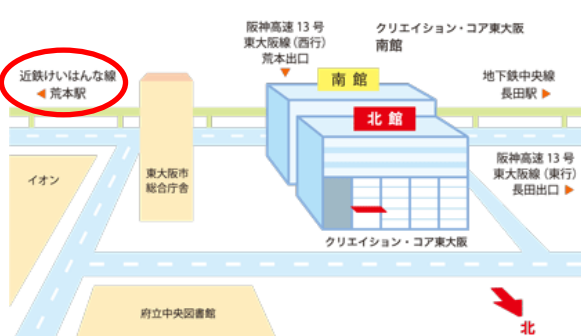 阪神高速 13 号
東大阪線（西行）
荒本出口
クリエイション・コア東大阪
南館
近鉄けいはんな線
◀ 荒本駅
南 館
地下鉄中央線
長田駅 ▶
北 館
阪神高速 13 号
東大阪線（東行）
長田出口 ▶
イオン
東大阪市
総合庁舎
クリエイション・コア東大阪
府立中央図書館
北